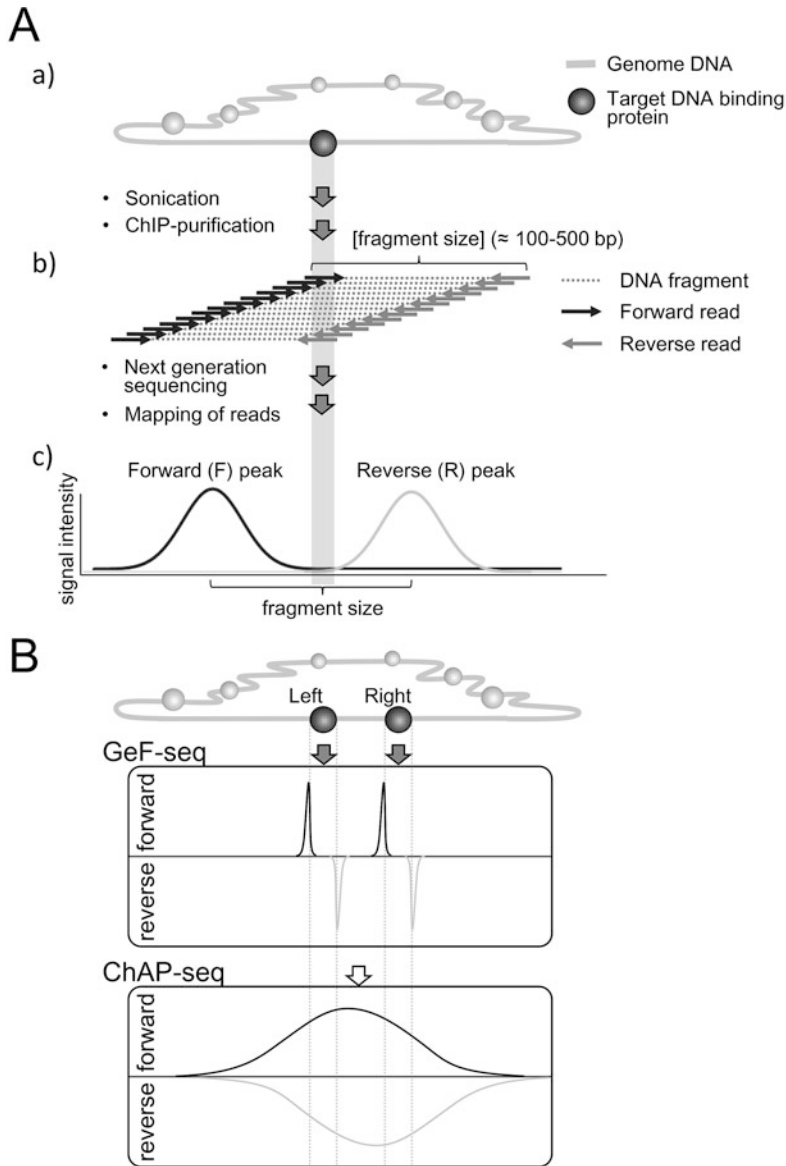 A
a)
Genome DNA
Target DNA binding
protein
• Sonication
• ChIP-purification
[fragment size] (≈ 100-500 bp)
b)
DNA fragment
Forward read
Reverse read
• Next generation
sequencing
• Mapping of reads
c)
Forward (F) peak
Reverse (R) peak
signal intensity
fragment size
B
Left
Right
GeF-seq
forward
reverse
ChAP-seq
forward
reverse